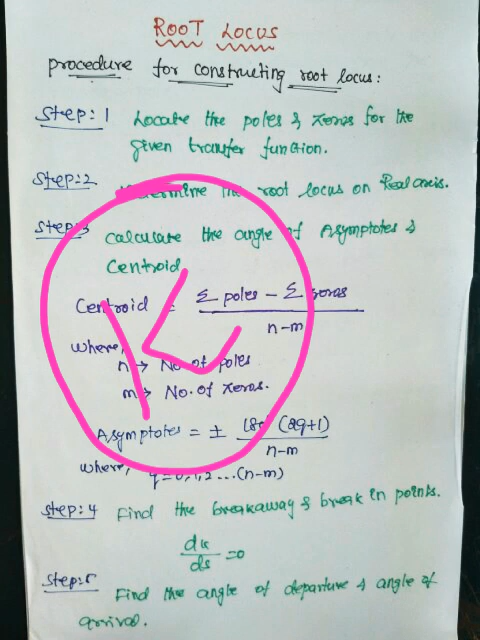 ROOT LOCUS
procedure for constructing root locus:
Step:1 Locate the poles & zeros for the
given transfer function.
Step:2 the root locus on Real axis.
Step:3 calculate the angle of Asymptotes &
Centroid
Centroid = Σ poles - Σ zeros
n-m
where,
n → No. of poles
m → No. of zeros.
Asymptotes = ± (2q+1)
n-m
where, 2...(n-m)
Step:4 Find the breakaway & break in points.
dk/ds = 0
Step:5 Find the angle of departure & angle of
arrival.